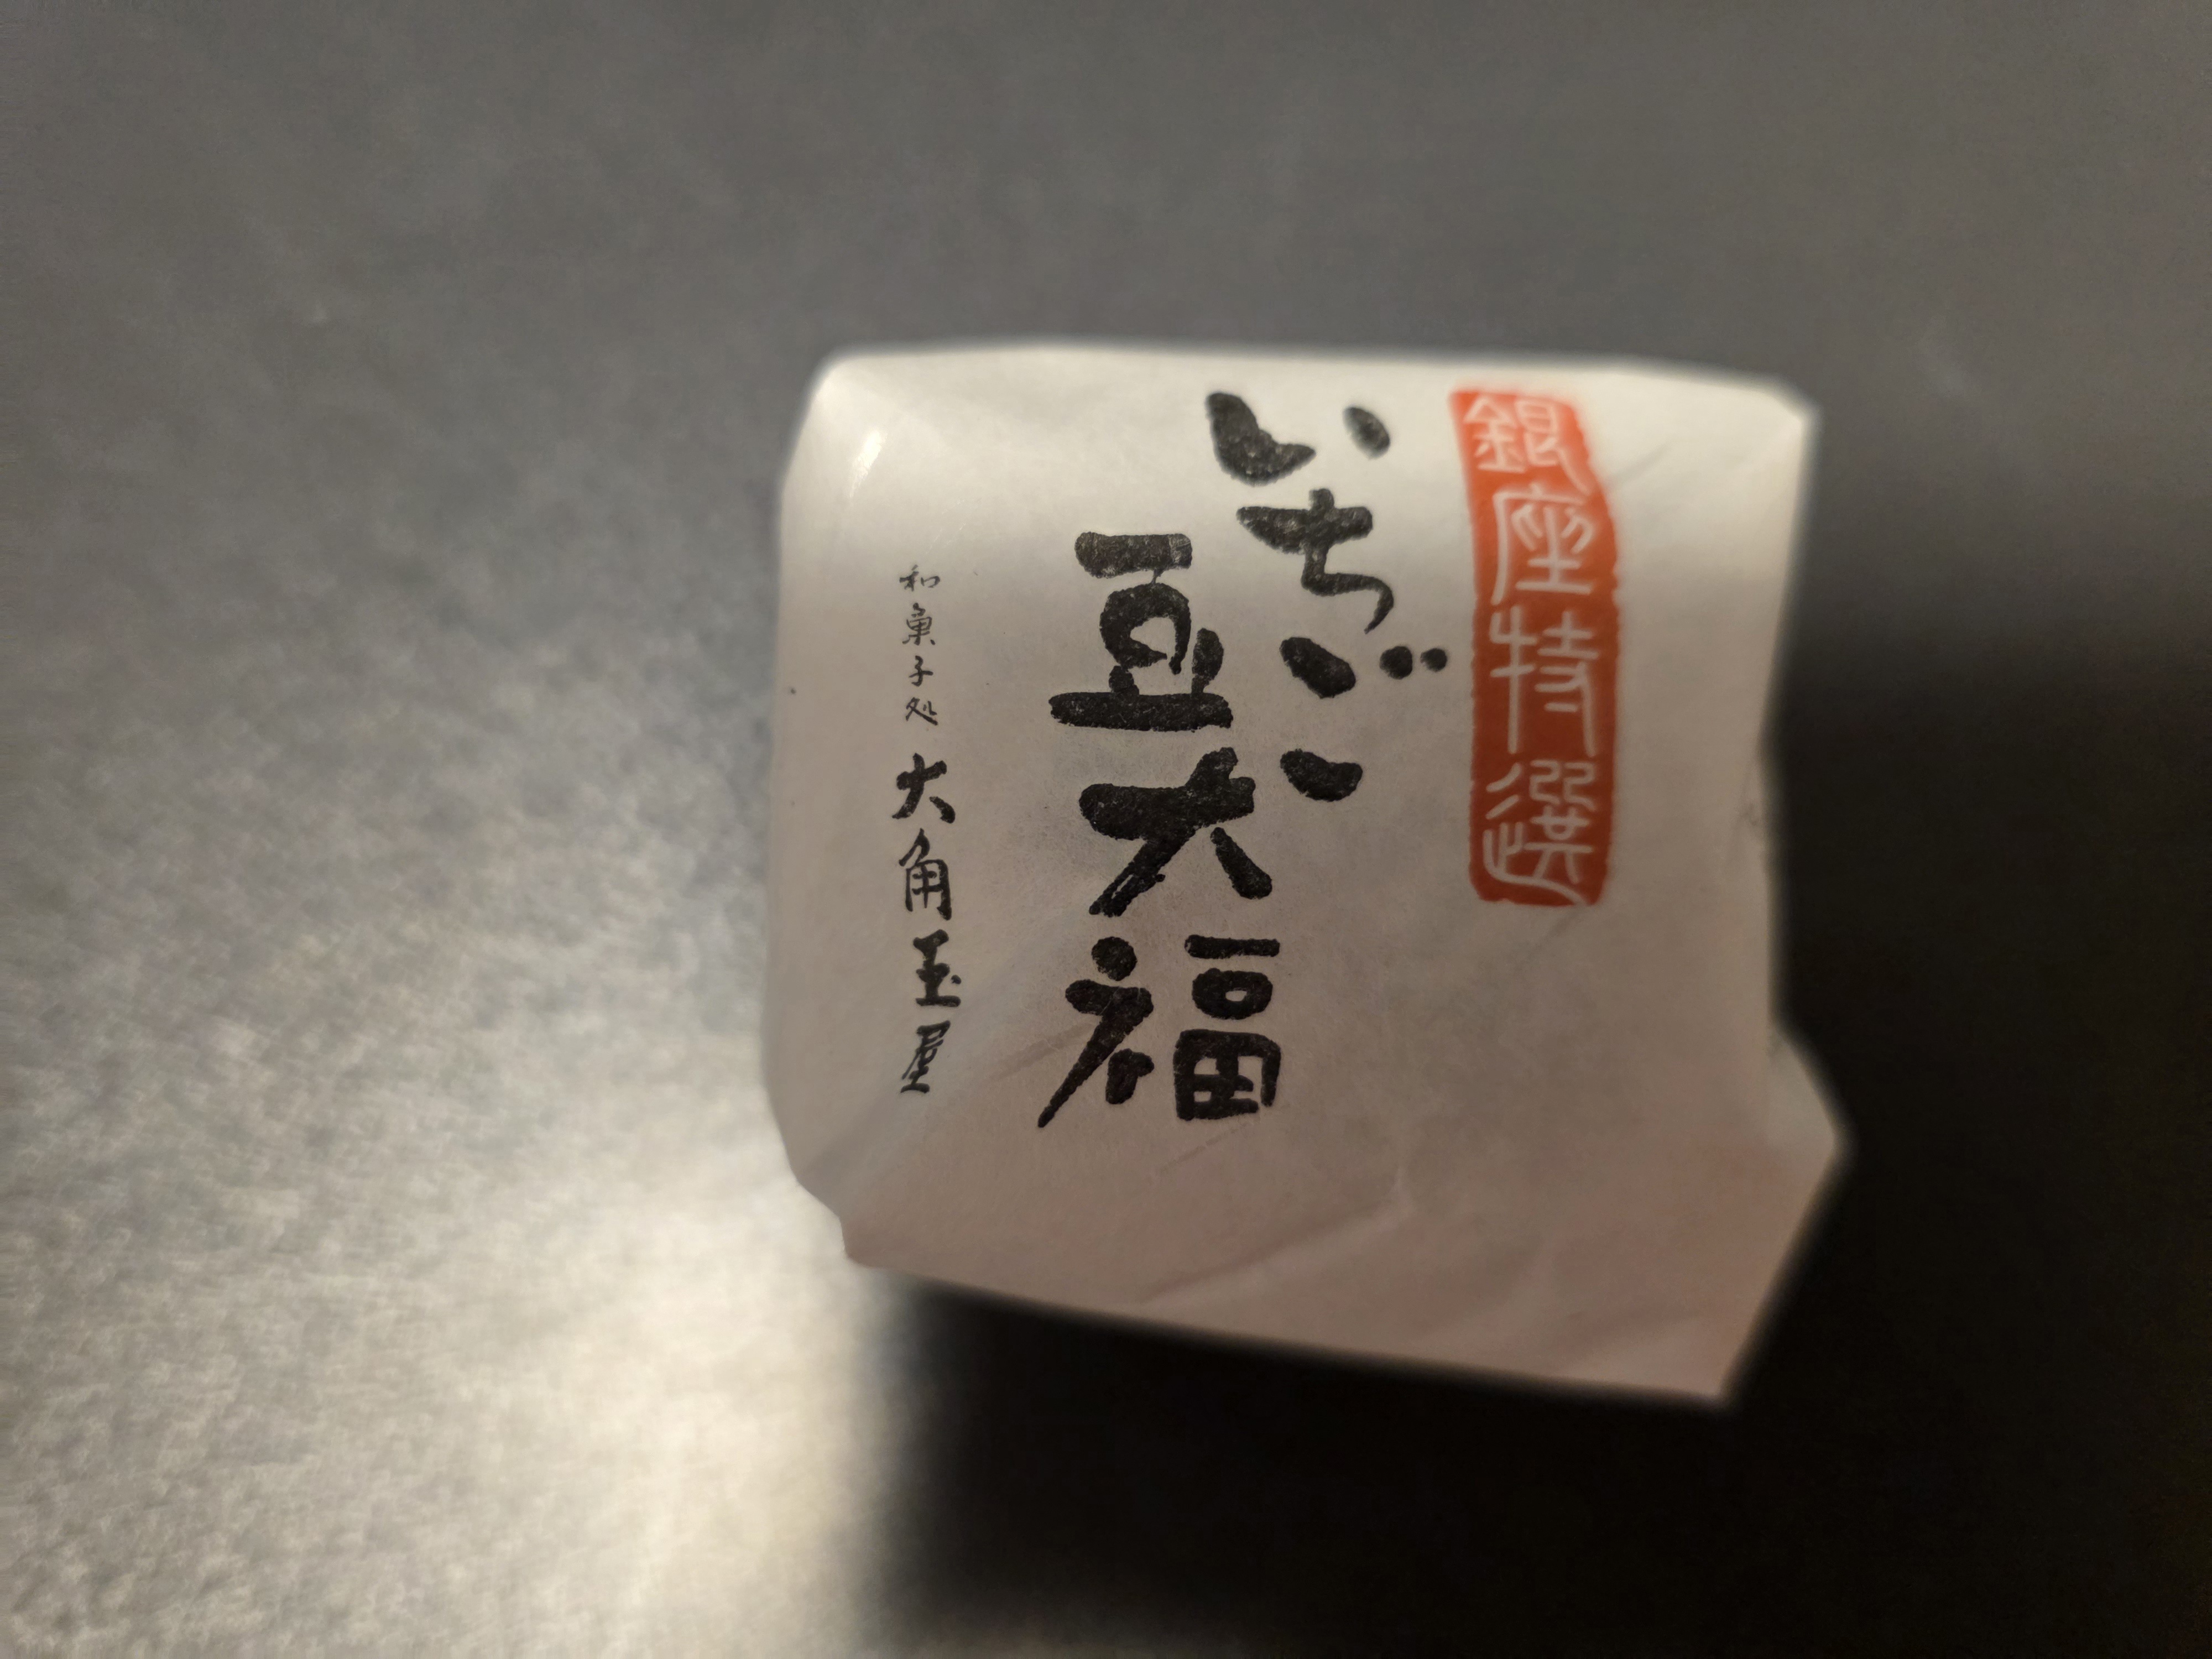 銀座特選
いちご
豆大福
和菓子処 大角玉屋